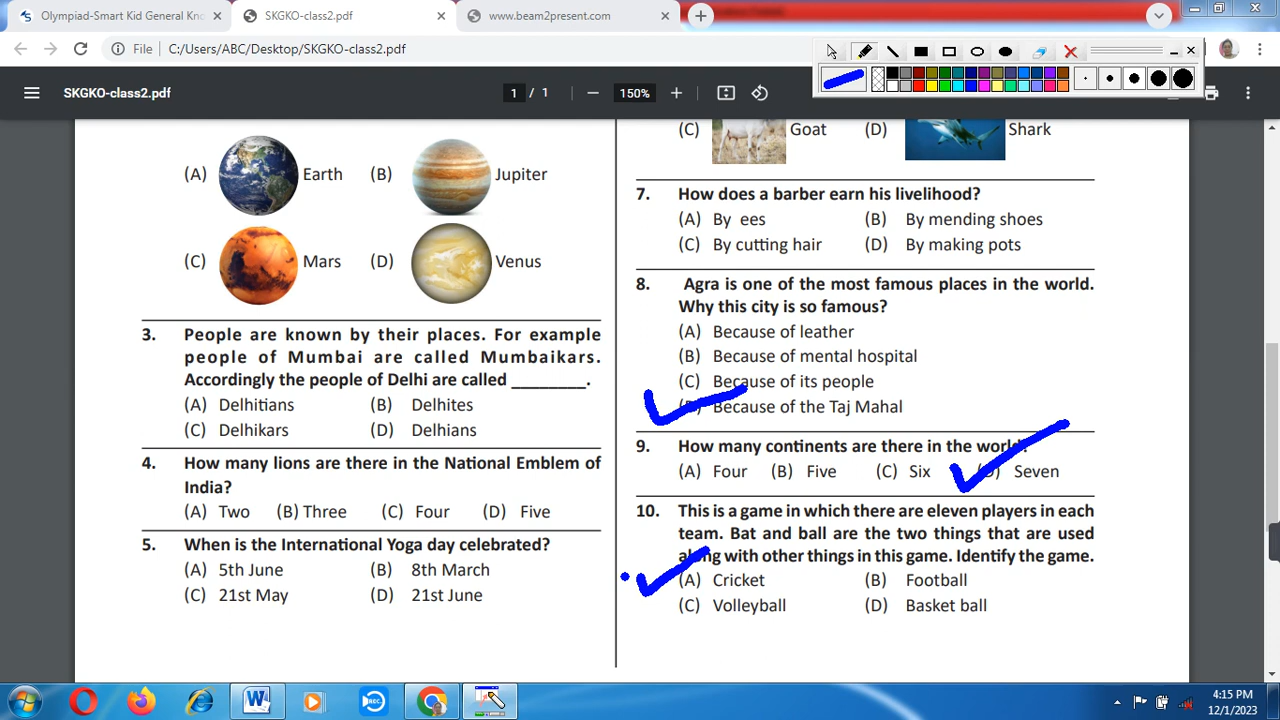 Olympiad-Smart Kid General Kno
SKGKO-class2.pdf
www.beam2present.com
File
C:/Users/ABC/Desktop/SKGKO-class2.pdf
SKGKO-class2.pdf
1 / 1
150%
(A) Earth (B) Jupiter
(C) Mars (D) Venus
3. People are known by their places. For example
people of Mumbai are called Mumbaikars.
Accordingly the people of Delhi are called ________.
(A) Delhitians (B) Delhites
(C) Delhikars (D) Delhians
4. How many lions are there in the National Emblem of
India?
(A) Two (B) Three (C) Four (D) Five
5. When is the International Yoga day celebrated?
(A) 5th June (B) 8th March
(C) 21st May (D) 21st June
(C) Goat (D) Shark
7. How does a barber earn his livelihood?
(A) By ees (B) By mending shoes
(C) By cutting hair (D) By making pots
8. Agra is one of the most famous places in the world.
Why this city is so famous?
(A) Because of leather
(B) Because of mental hospital
(C) Because of its people
(D) Because of the Taj Mahal
9. How many continents are there in the world?
(A) Four (B) Five (C) Six (D) Seven
10. This is a game in which there are eleven players in each
team. Bat and ball are the two things that are used
along with other things in this game. Identify the game.
(A) Cricket (B) Football
(C) Volleyball (D) Basket ball
REC
4:15 PM
12/1/2023